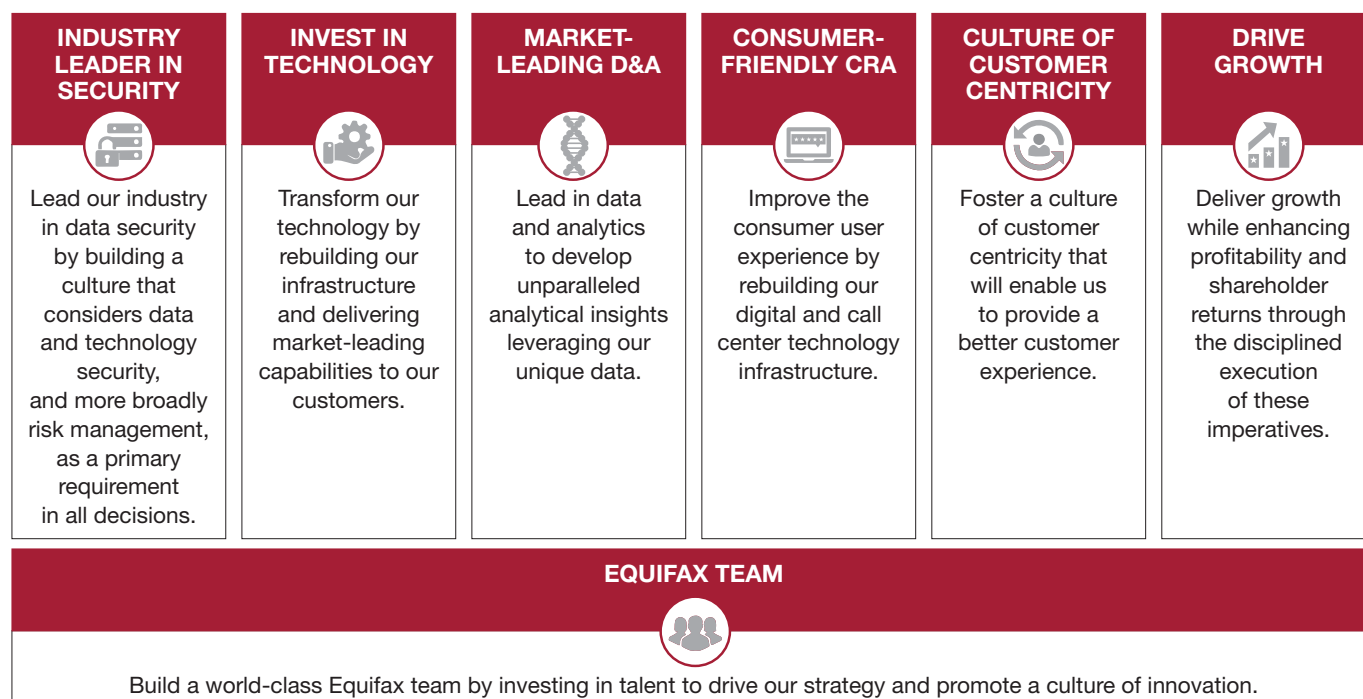 INDUSTRY
LEADER IN
SECURITY
Lead our industry
in data security
by building a
culture that
considers data
and technology
security,
and more broadly
risk management,
as a primary
requirement
in all decisions.
INVEST IN
TECHNOLOGY
Transform our
technology by
rebuilding our
infrastructure
and delivering
market-leading
capabilities to our
customers.
MARKET-
LEADING D&A
Lead in data
and analytics
to develop
unparalleled
analytical insights
leveraging our
unique data.
CONSUMER-
FRIENDLY CRA
Improve the
consumer user
experience by
rebuilding our
digital and call
center technology
infrastructure.
CULTURE OF
CUSTOMER
CENTRICITY
Foster a culture
of customer
centricity that
will enable us
to provide a
better customer
experience.
DRIVE
GROWTH
Deliver growth
while enhancing
profitability and
shareholder
returns through
the disciplined
execution
of these
imperatives.
EQUIFAX TEAM
Build a world-class Equifax team by investing in talent to drive our strategy and promote a culture of innovation.